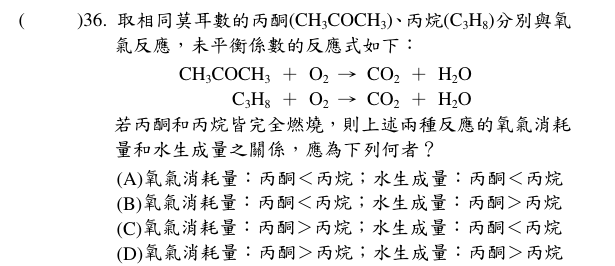 (　　)36. 取相同莫耳數的丙酮(CH₃COCH₃)、丙烷(C₃H₈)分別與氧
氣反應，未平衡係數的反應式如下：
CH₃COCH₃ + O₂ → CO₂ + H₂O
C₃H₈ + O₂ → CO₂ + H₂O
若丙酮和丙烷皆完全燃燒，則上述兩種反應的氧氣消耗
量和水生成量之關係，應為下列何者？
(A)氧氣消耗量：丙酮＜丙烷；水生成量：丙酮＜丙烷
(B)氧氣消耗量：丙酮＜丙烷；水生成量：丙酮＞丙烷
(C)氧氣消耗量：丙酮＞丙烷；水生成量：丙酮＜丙烷
(D)氧氣消耗量：丙酮＞丙烷；水生成量：丙酮＞丙烷